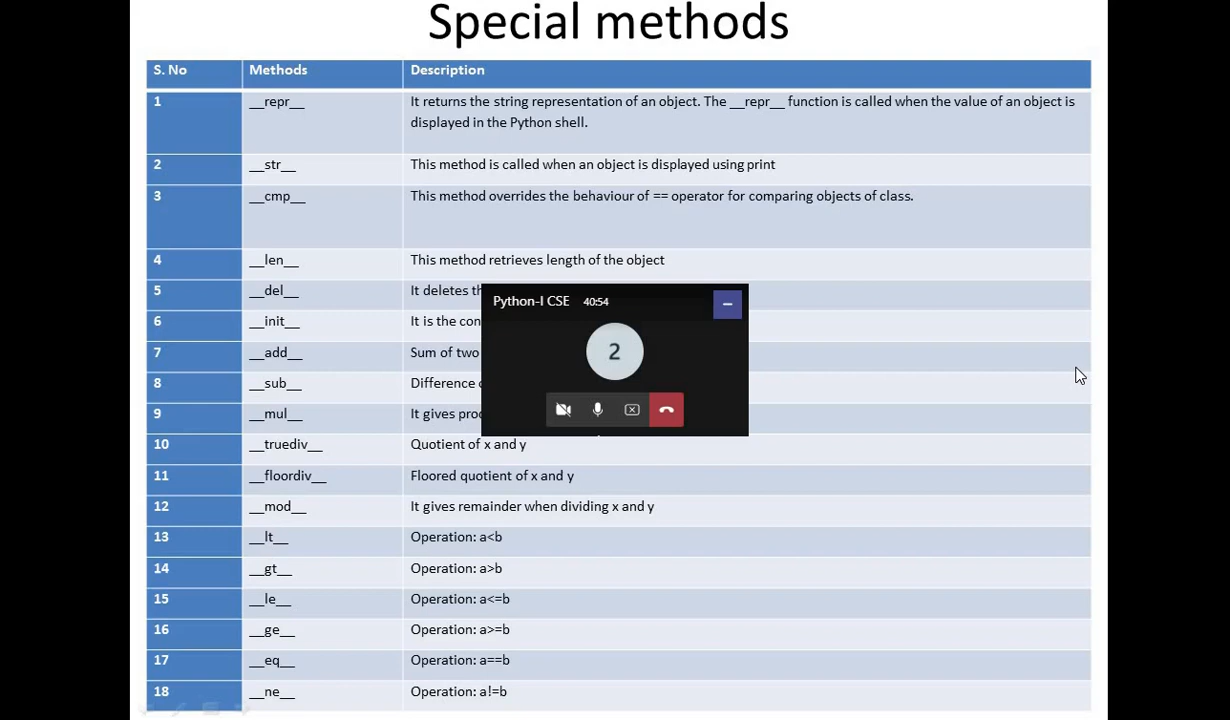 Special methods
S. No Methods Description
1 __repr__ It returns the string representation of an object. The __repr__ function is called when the value of an object is
displayed in the Python shell.
2 __str__ This method is called when an object is displayed using print
3 __cmp__ This method overrides the behaviour of == operator for comparing objects of class.
4 __len__ This method retrieves length of the object
5 __del__ It deletes
6 __init__ It is the
7 __add__ Sum of two
8 __sub__ Difference
9 __mul__ It gives
10 __truediv__ Quotient of x and y
11 __floordiv__ Floored quotient of x and y
12 __mod__ It gives remainder when dividing x and y
13 __lt__ Operation: a<b
14 __gt__ Operation: a>b
15 __le__ Operation: a<=b
16 __ge__ Operation: a>=b
17 __eq__ Operation: a==b
18 __ne__ Operation: a!=b
Python-I CSE 40:54
2